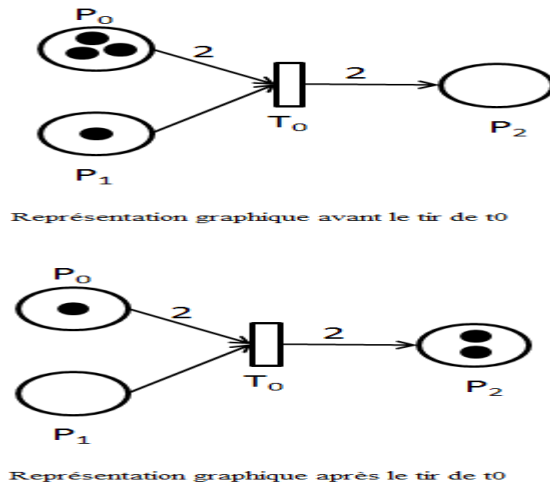 P0
2
2
T0
P2
P1
Représentation graphique avant le tir de t0
P0
2
2
T0
P2
P1
Représentation graphique après le tir de t0